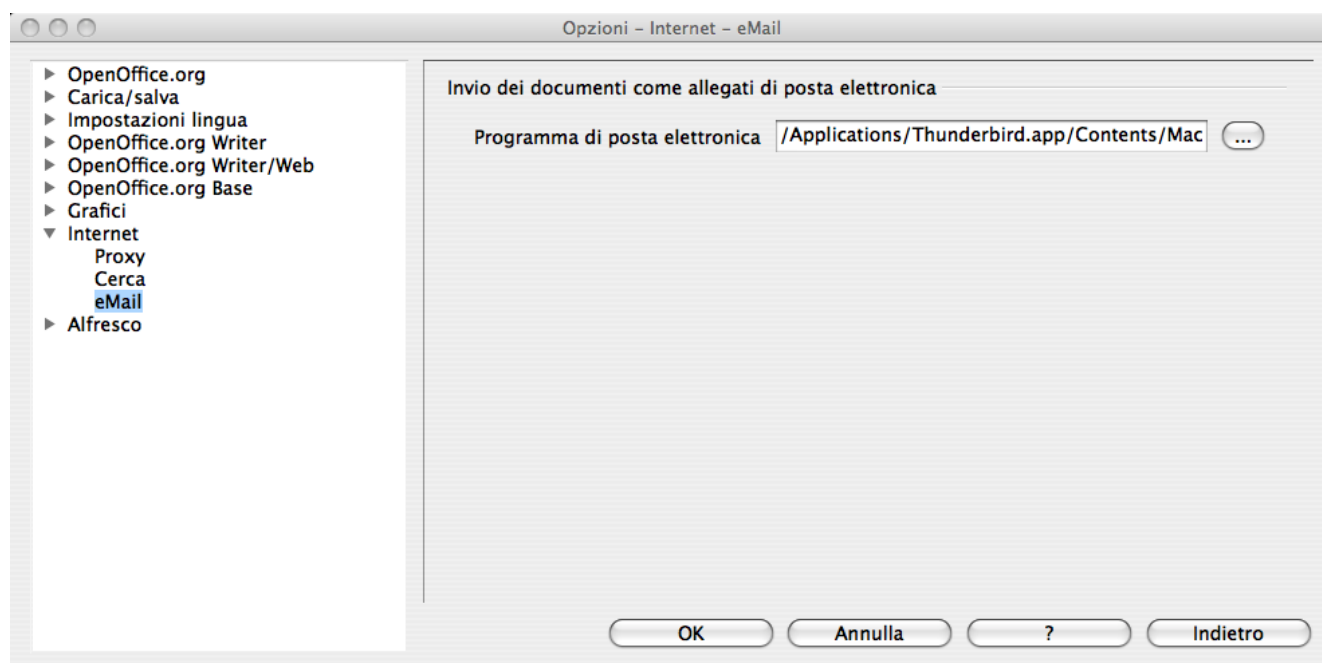 Opzioni – Internet – eMail
OpenOffice.org
Carica/salva
Impostazioni lingua
OpenOffice.org Writer
OpenOffice.org Writer/Web
OpenOffice.org Base
Grafici
Internet
Proxy
Cerca
eMail
Alfresco
Invio dei documenti come allegati di posta elettronica
Programma di posta elettronica /Applications/Thunderbird.app/Contents/Mac ...
OK Annulla ? Indietro